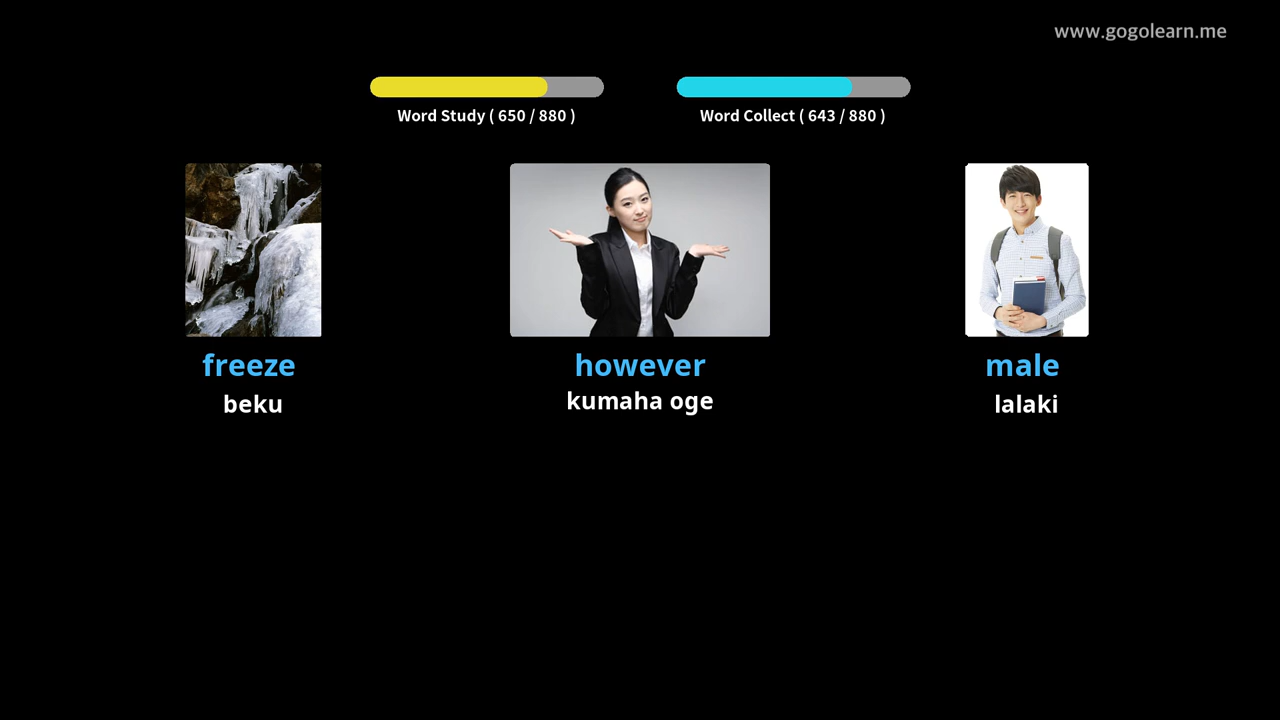 www.gogolearn.me
Word Study ( 650 / 880 )
Word Collect ( 643 / 880 )
freeze
beku
however
kumaha oge
male
lalaki